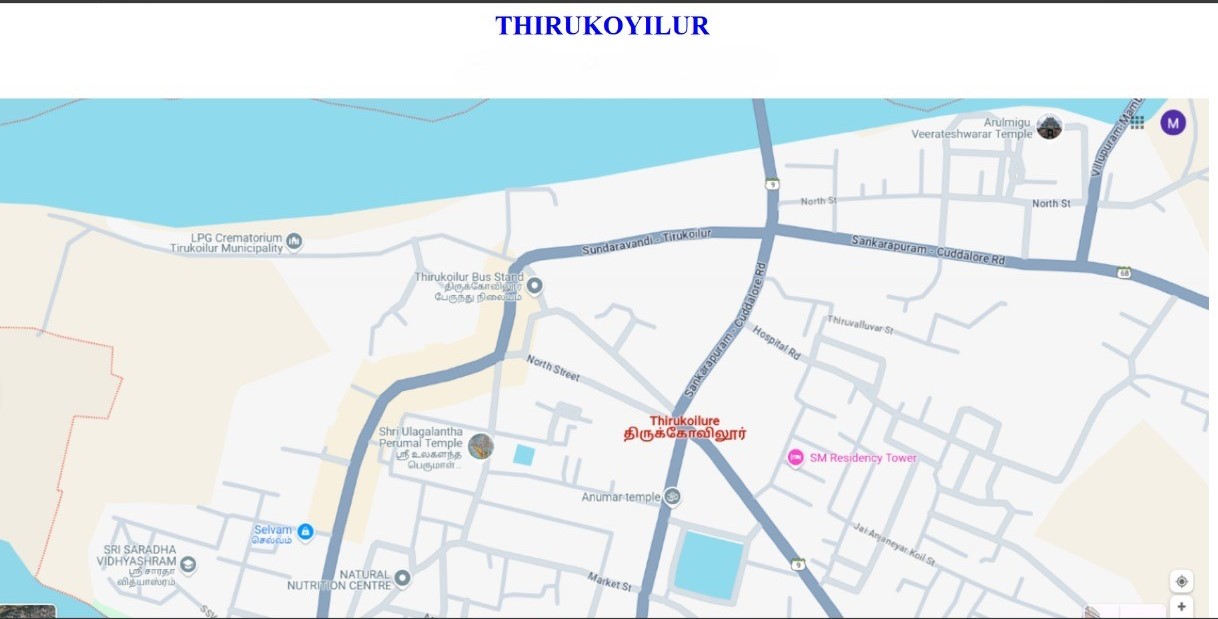 THIRUKOYILUR
Arulmigu
Veerateshwarar Temple
M
Villupuram
9
North St
North St
LPG Crematorium
Tirukoilur Municipality
Sundaravandi - Tirukoilur
Sankarapuram - Cuddalore Rd
68
Thirukoilur Bus Stand
திருக்கோவிலூர்
பேருந்து நிலையம்
Sankarapuram - Cuddalore Rd
Thiruvalluvar St
Hospital Rd
North Street
Thirukoilure
திருக்கோவிலூர்
Shri Ulagalantha
Perumal Temple
ஸ்ரீ உலகளந்த
பெருமாள்...
SM Residency Tower
Anumar temple
Selvam
செல்வம்
Jai Anjaneyar Koil St
SRI SARADHA
VIDHYASHRAM
ஸ்ரீ சாரதா
வித்யாஸ்ரம்
9
NATURAL
NUTRITION CENTRE
Market St
+